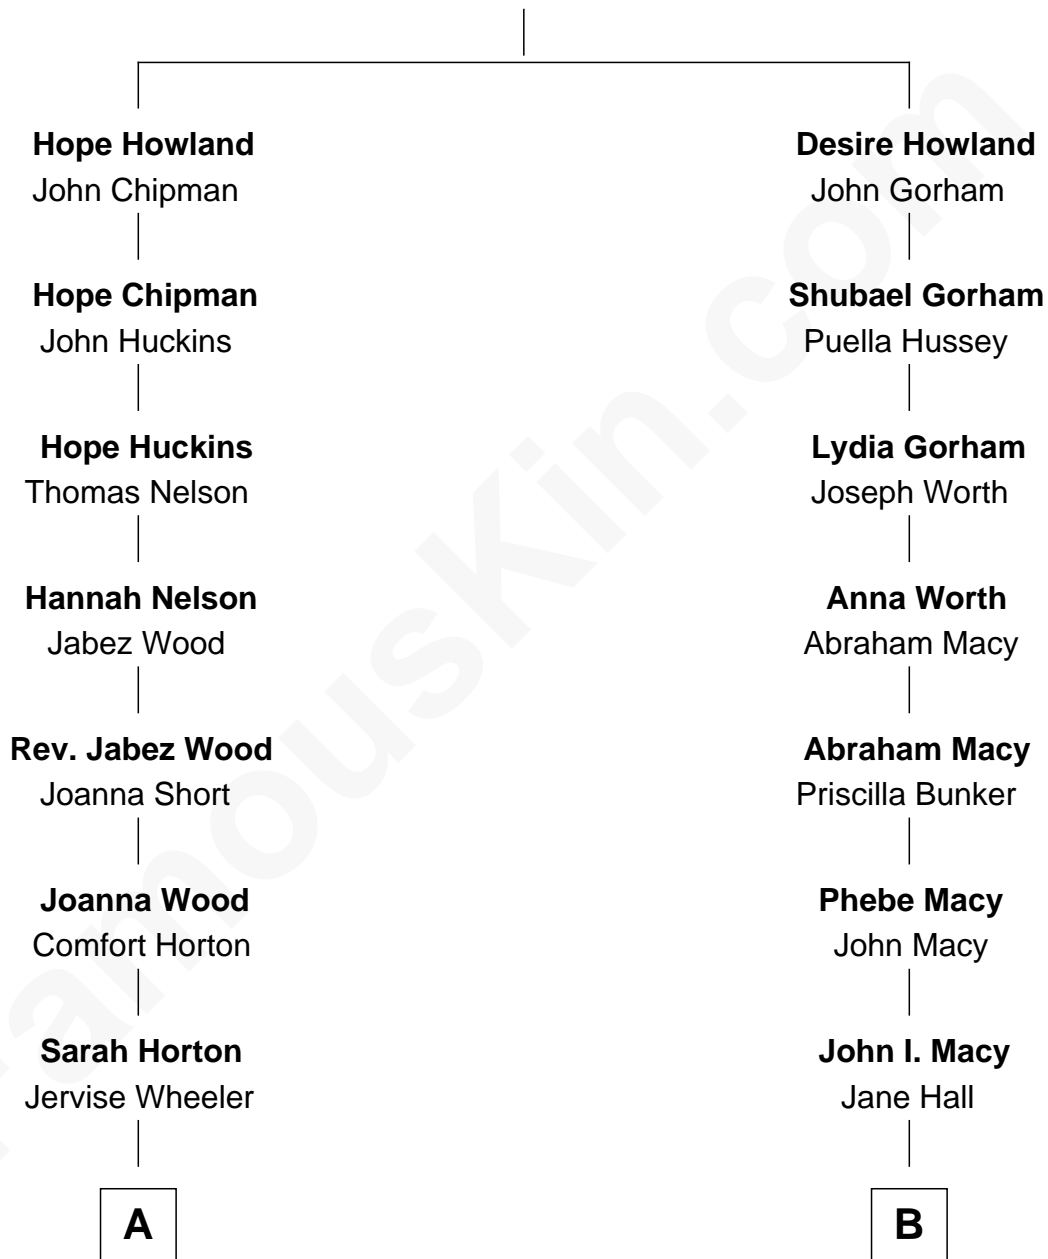 Hope Howland
John Chipman
Hope Chipman
John Huckins
Hope Huckins
Thomas Nelson
Hannah Nelson
Jabez Wood
Rev. Jabez Wood
Joanna Short
Joanna Wood
Comfort Horton
Sarah Horton
Jervise Wheeler
A
Desire Howland
John Gorham
Shubael Gorham
Puella Hussey
Lydia Gorham
Joseph Worth
Anna Worth
Abraham Macy
Abraham Macy
Priscilla Bunker
Phebe Macy
John Macy
John I. Macy
Jane Hall
B
FamousKin.com